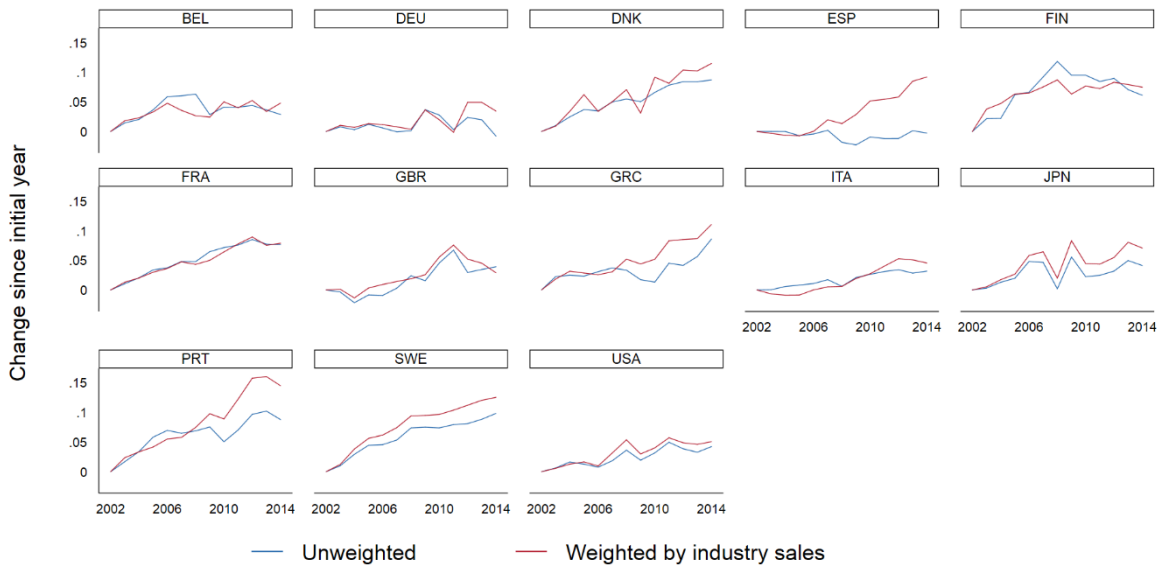 Change since initial year
BEL DEU DNK ESP FIN
.15
.1
.05
0
FRA GBR GRC ITA JPN
.15
.1
.05
0
2002 2006 2010 2014 2002 2006 2010 2014
PRT SWE USA
.15
.1
.05
0
2002 2006 2010 2014 2002 2006 2010 2014 2002 2006 2010 2014
Unweighted Weighted by industry sales